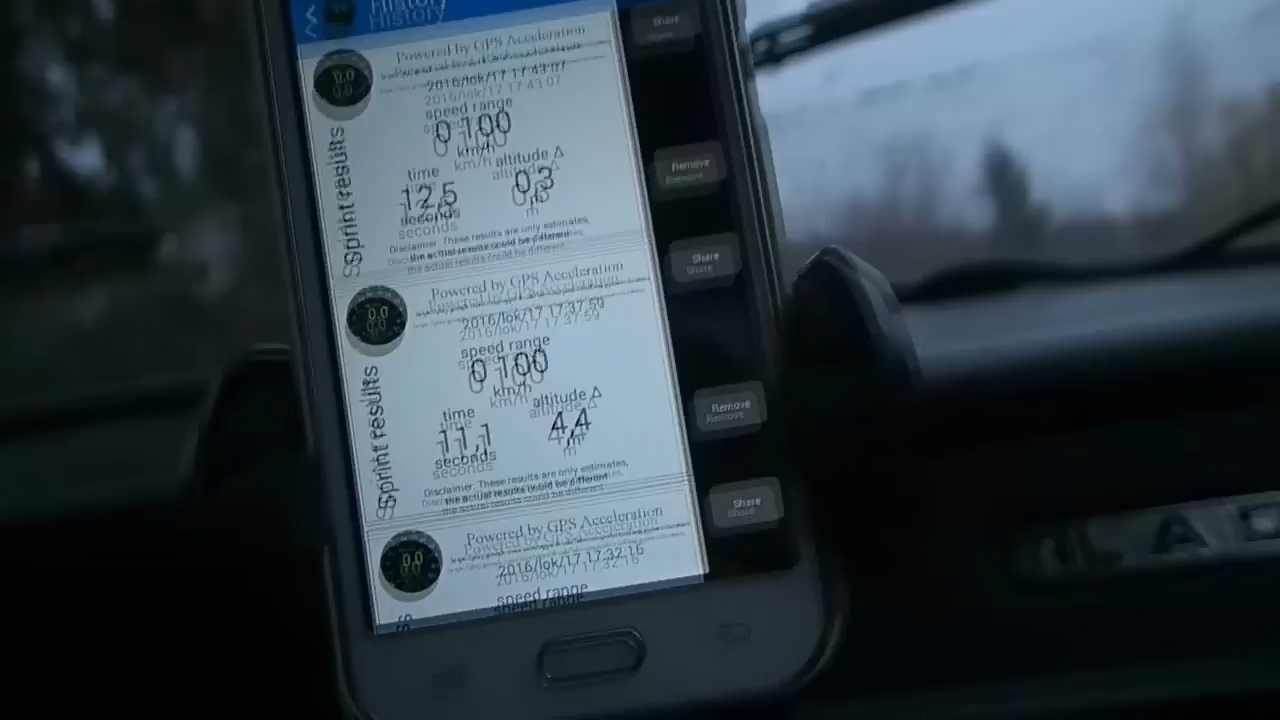 History
Share
Powered by GPS Acceleration
2016/lok/17 17:43:07
speed range
0 100
km/h
time
altitude Δ
12,5
0,3
seconds
m
Sprint results
Disclaimer: These results are only estimates,
the actual results could be different
Remove
Share
Powered by GPS Acceleration
2016/lok/17 17:37:59
speed range
0 100
km/h
time
altitude Δ
11,1
4,4
seconds
m
Sprint results
Disclaimer: These results are only estimates,
the actual results could be different
Remove
Share
Powered by GPS Acceleration
2016/lok/17 17:32:16
speed range